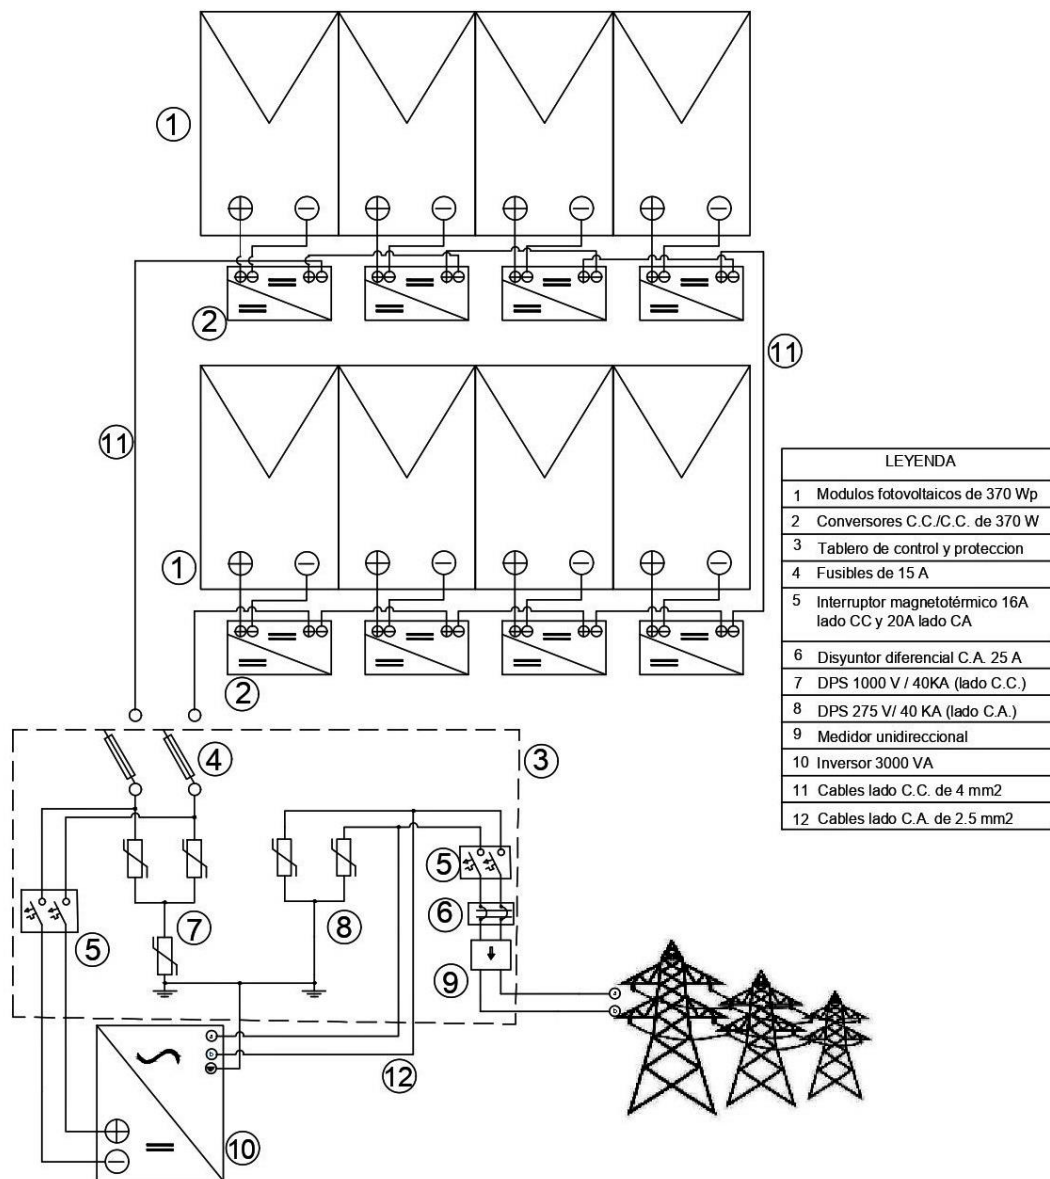 1
2
11
11
1
2
4
3
5
7
8
5
6
9
12
10
a
b
a
b
LEYENDA
1 Modulos fotovoltaicos de 370 Wp
2 Conversores C.C./C.C. de 370 W
3 Tablero de control y proteccion
4 Fusibles de 15 A
5 Interruptor magnetotérmico 16A
lado CC y 20A lado CA
6 Disyuntor diferencial C.A. 25 A
7 DPS 1000 V / 40KA (lado C.C.)
8 DPS 275 V/ 40 KA (lado C.A.)
9 Medidor unidireccional
10 Inversor 3000 VA
11 Cables lado C.C. de 4 mm2
12 Cables lado C.A. de 2.5 mm2